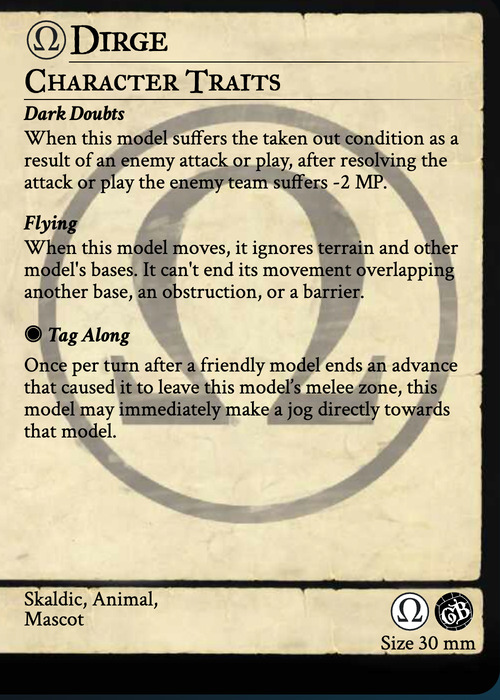 Ω Dirge
Character Traits
Dark Doubts
When this model suffers the taken out condition as a
result of an enemy attack or play, after resolving the
attack or play the enemy team suffers -2 MP.
Flying
When this model moves, it ignores terrain and other
model's bases. It can't end its movement overlapping
another base, an obstruction, or a barrier.
Tag Along
Once per turn after a friendly model ends an advance
that caused it to leave this model’s melee zone, this
model may immediately make a jog directly towards
that model.
Skaldic, Animal,
Mascot
Ω GB
Size 30 mm